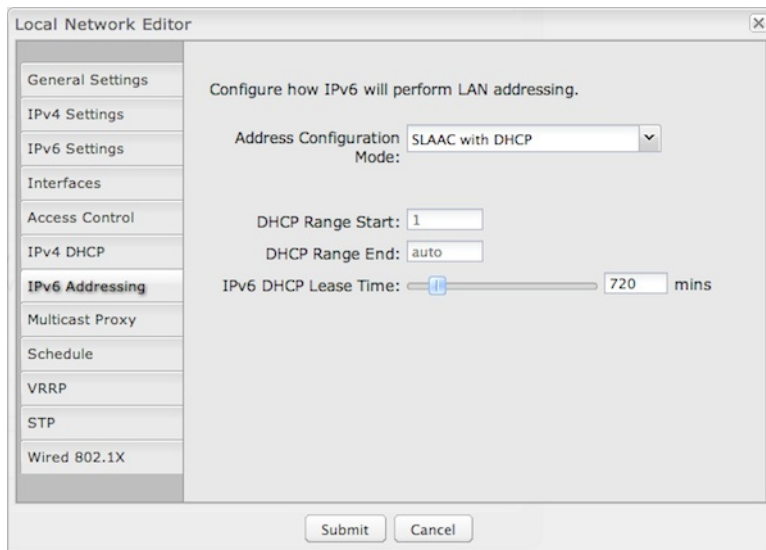 Local Network Editor
General Settings
IPv4 Settings
IPv6 Settings
Interfaces
Access Control
IPv4 DHCP
IPv6 Addressing
Multicast Proxy
Schedule
VRRP
STP
Wired 802.1X
Configure how IPv6 will perform LAN addressing.
Address Configuration Mode: SLAAC with DHCP
DHCP Range Start: 1
DHCP Range End: auto
IPv6 DHCP Lease Time: 720 mins
Submit Cancel